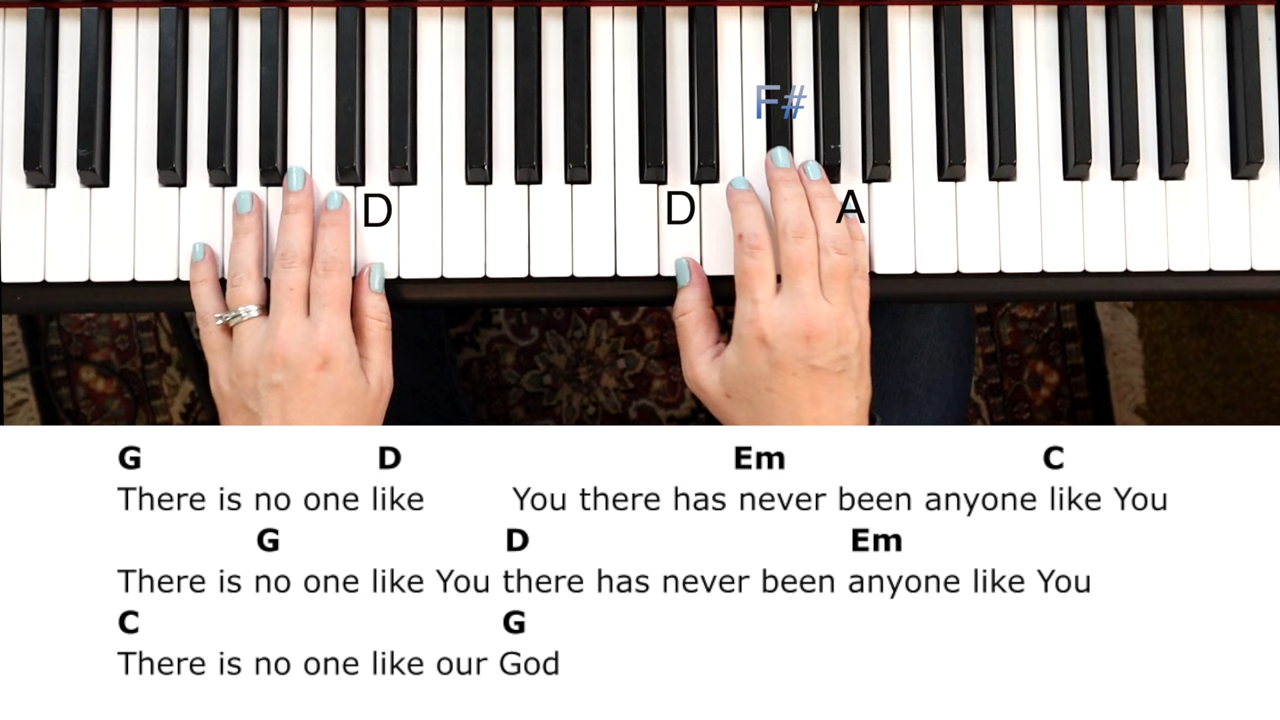 F#
D D A
G D Em C
There is no one like You there has never been anyone like You
G D Em
There is no one like You there has never been anyone like You
C G
There is no one like our God